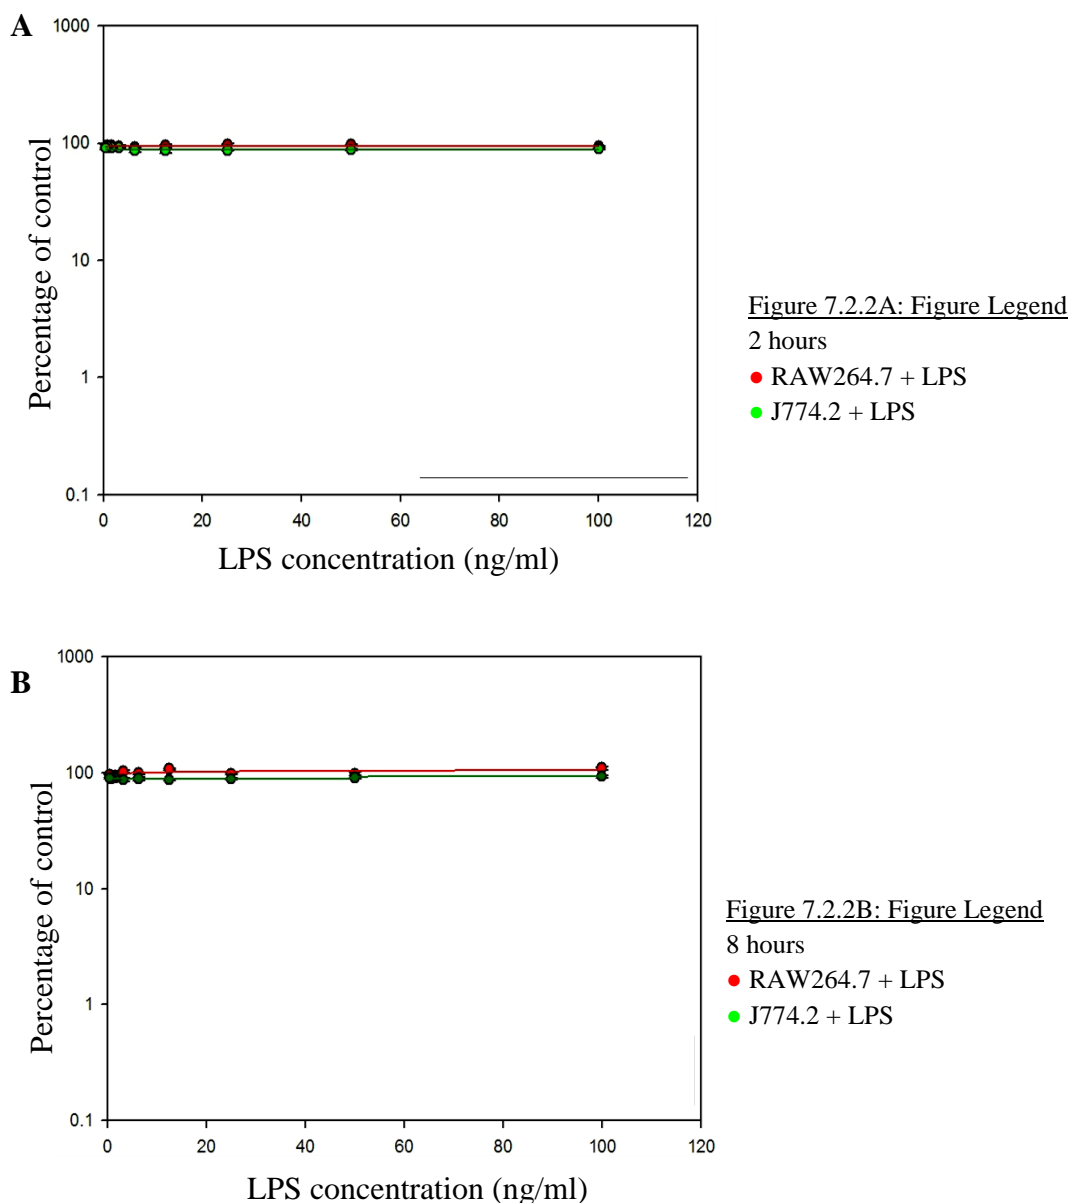 A
1000
100
10
1
0.1
Percentage of control
0 20 40 60 80 100 120
LPS concentration (ng/ml)
Figure 7.2.2A: Figure Legend
2 hours
RAW264.7 + LPS
J774.2 + LPS
B
1000
100
10
1
0.1
Percentage of control
0 20 40 60 80 100 120
LPS concentration (ng/ml)
Figure 7.2.2B: Figure Legend
8 hours
RAW264.7 + LPS
J774.2 + LPS